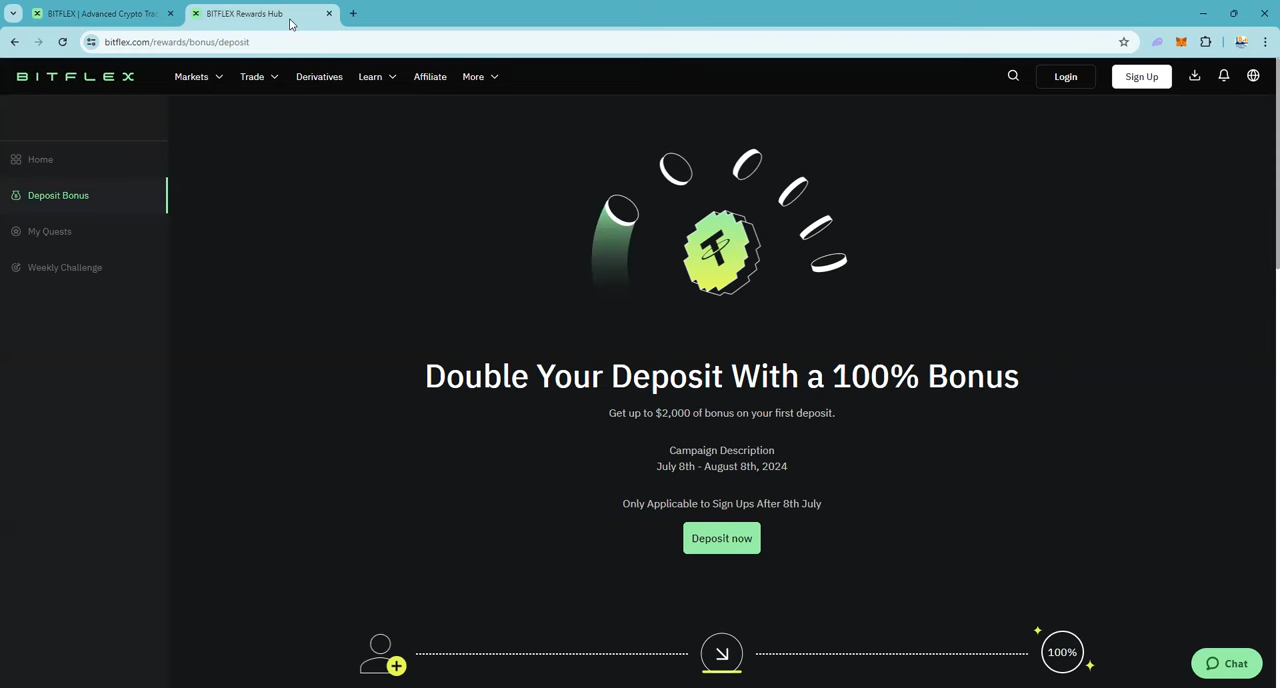 BITFLEX | Advanced Crypto Trac
BITFLEX Rewards Hub
bitflex.com/rewards/bonus/deposit
BITFLEX
Markets
Trade
Derivatives
Learn
Affiliate
More
Login
Sign Up
Home
Deposit Bonus
My Quests
Weekly Challenge
Double Your Deposit With a 100% Bonus
Get up to $2,000 of bonus on your first deposit.
Campaign Description
July 8th - August 8th, 2024
Only Applicable to Sign Ups After 8th July
Deposit now
100%
Chat